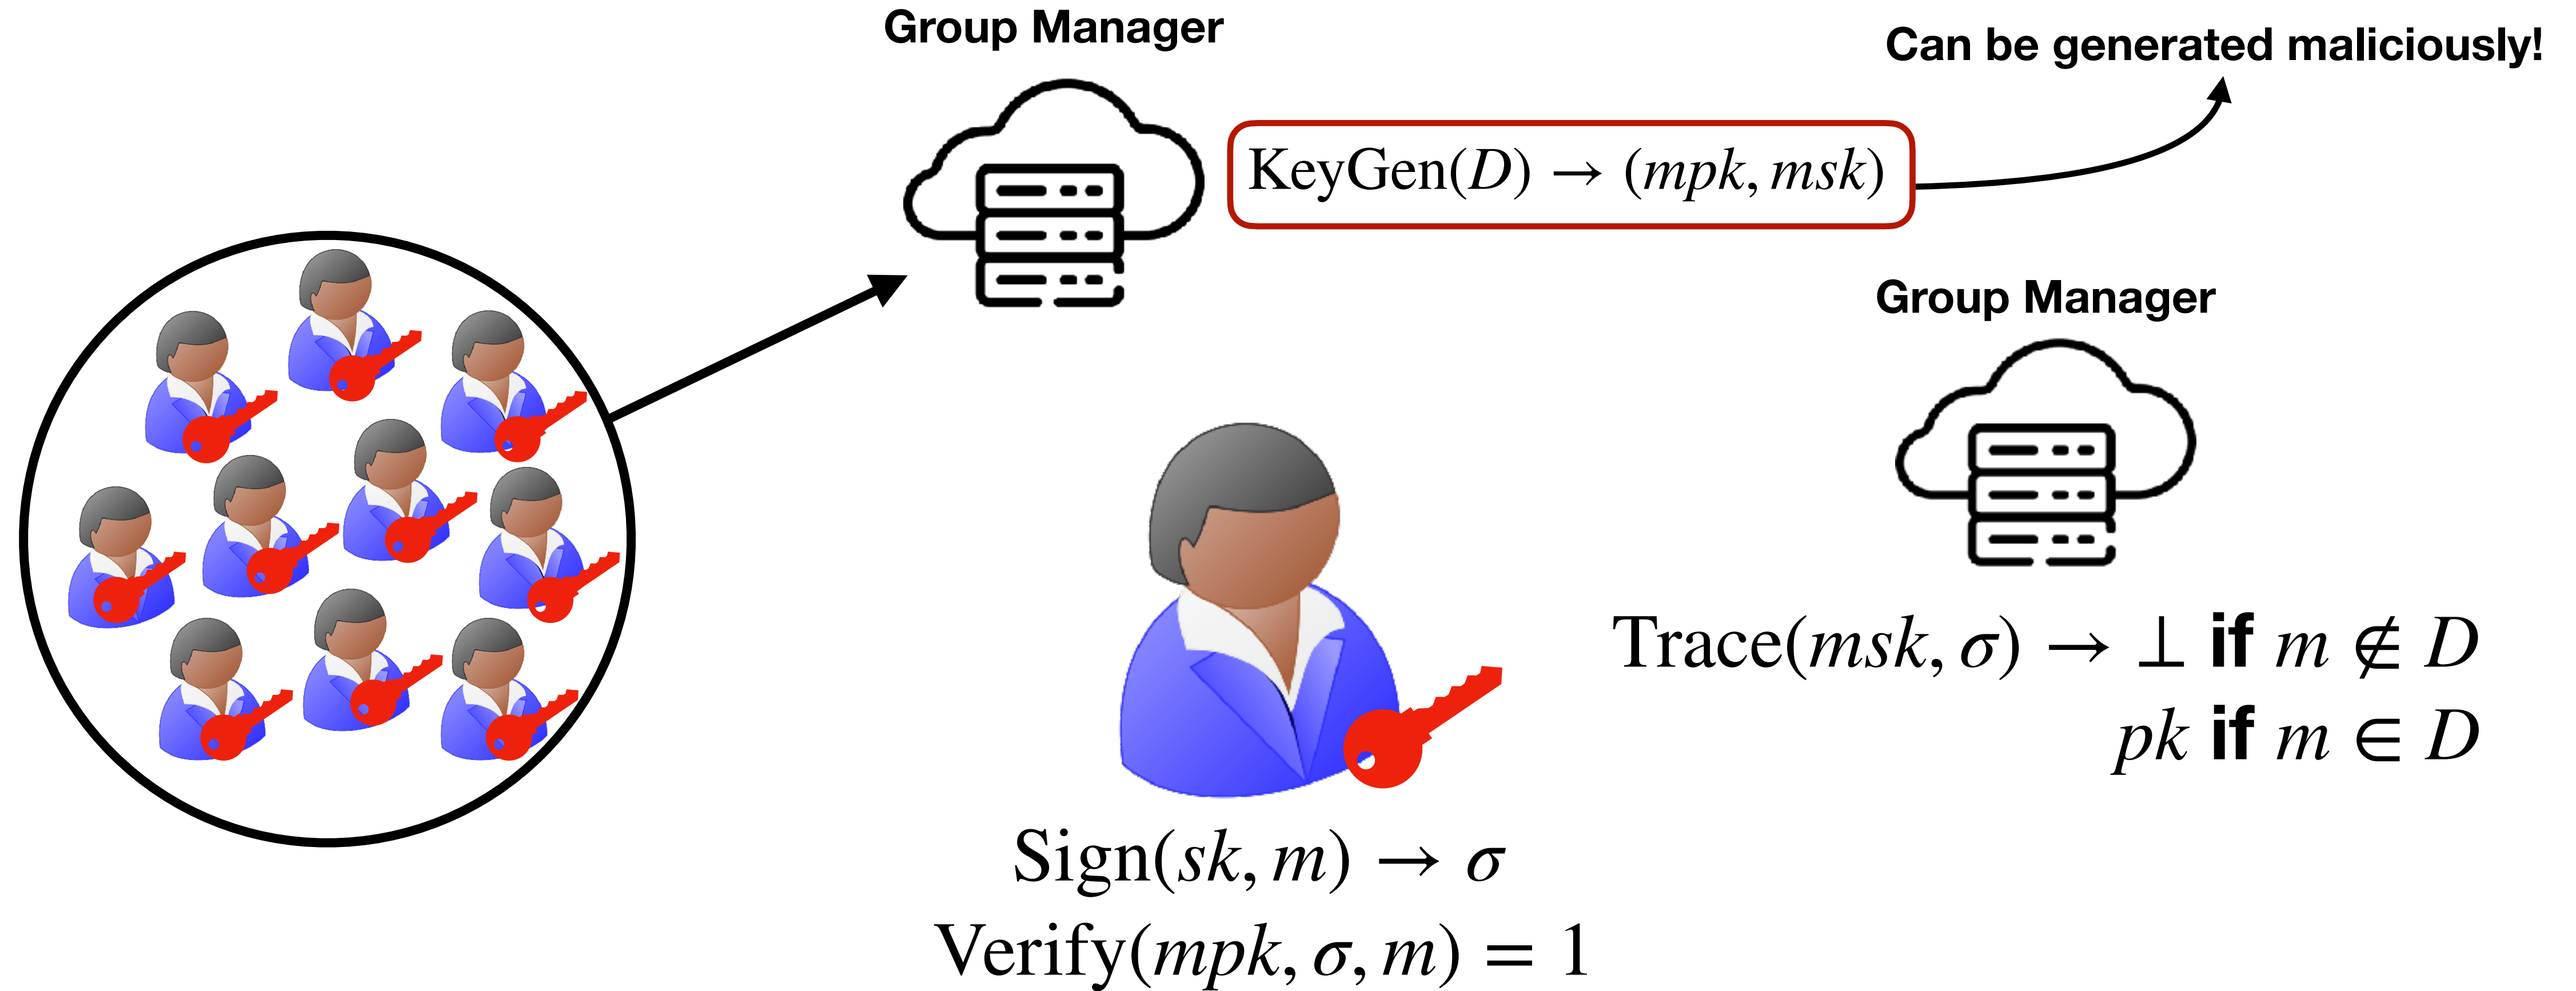 Group Manager
Can be generated maliciously!
KeyGen(D) → (mpk, msk)
Group Manager
Trace(msk, σ) → ⊥ if m ∉ D
pk if m ∈ D
Sign(sk, m) → σ
Verify(mpk, σ, m) = 1